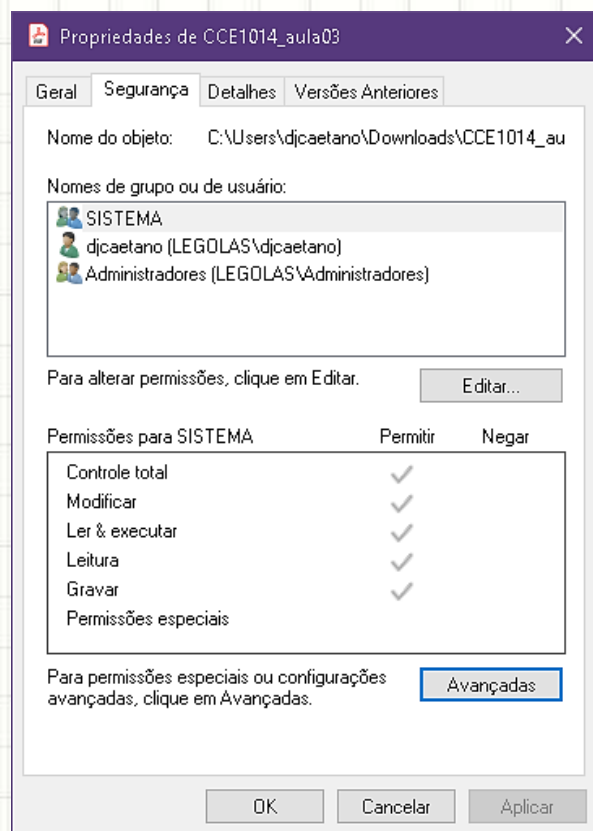 Propriedades de CCE1014_aula03
Geral Segurança Detalhes Versões Anteriores
Nome do objeto: C:\Users\djcaetano\Downloads\CCE1014_au
Nomes de grupo ou de usuário:
SISTEMA
djcaetano (LEGOLAS\djcaetano)
Administradores (LEGOLAS\Administradores)
Para alterar permissões, clique em Editar.
Editar...
Permissões para SISTEMA Permitir Negar
Controle total
Modificar
Ler & executar
Leitura
Gravar
Permissões especiais
Para permissões especiais ou configurações
avançadas, clique em Avançadas.
Avançadas
OK Cancelar Aplicar